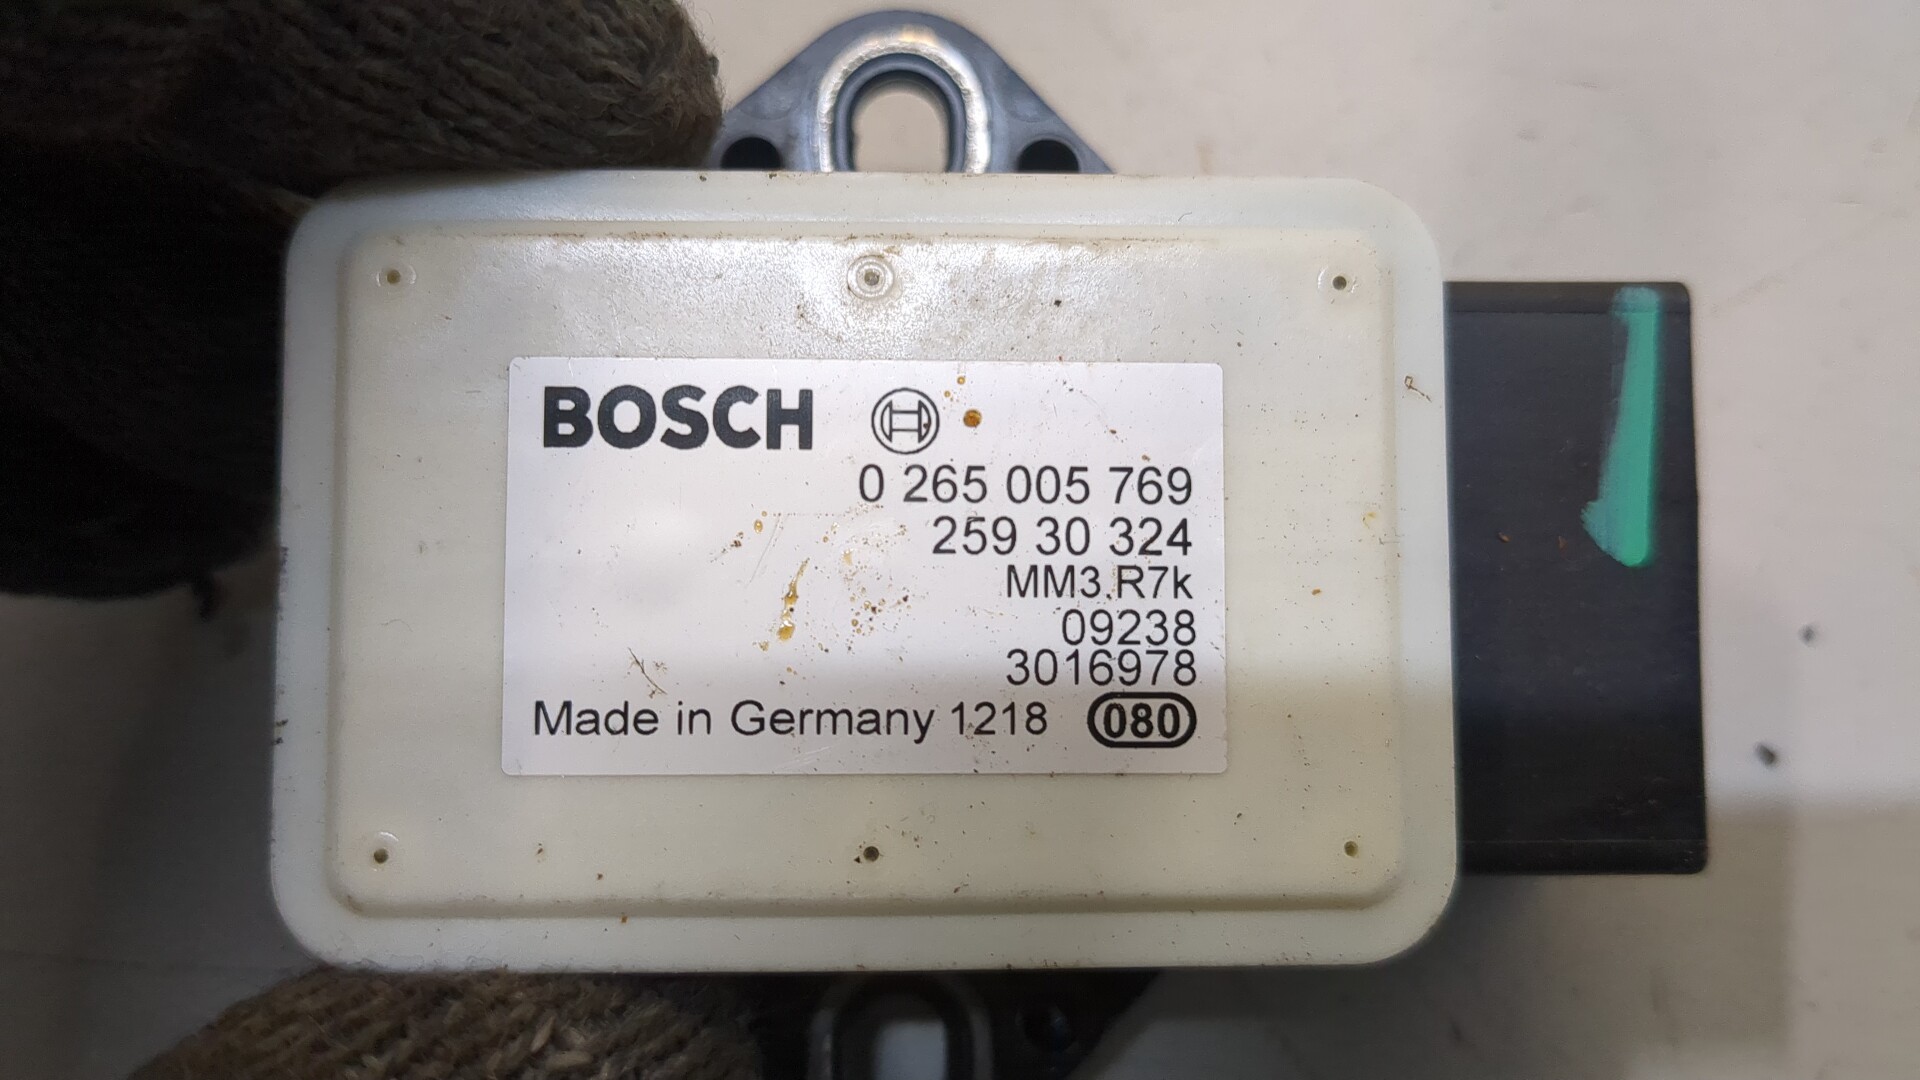 BOSCH
0 265 005 769
259 30 324
MM3.R7k
09238
3016978
Made in Germany 1218 080